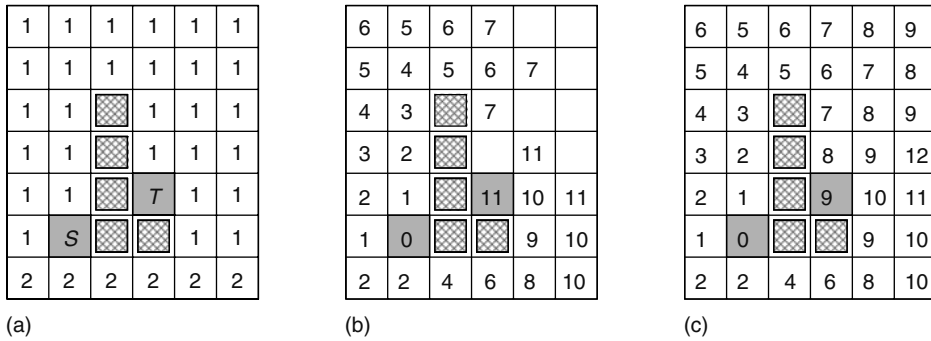 1 1 1 1 1 1
1 1 1 1 1 1
1 1 1 1 1
1 1 1 1 1
1 1 T 1 1
1 S 1 1
2 2 2 2 2 2
(a)
6 5 6 7
5 4 5 6 7
4 3 7
3 2 11
2 1 11 10 11
1 0 9 10
2 2 4 6 8 10
(b)
6 5 6 7 8 9
5 4 5 6 7 8
4 3 7 8 9
3 2 8 9 12
2 1 9 10 11
1 0 9 10
2 2 4 6 8 10
(c)